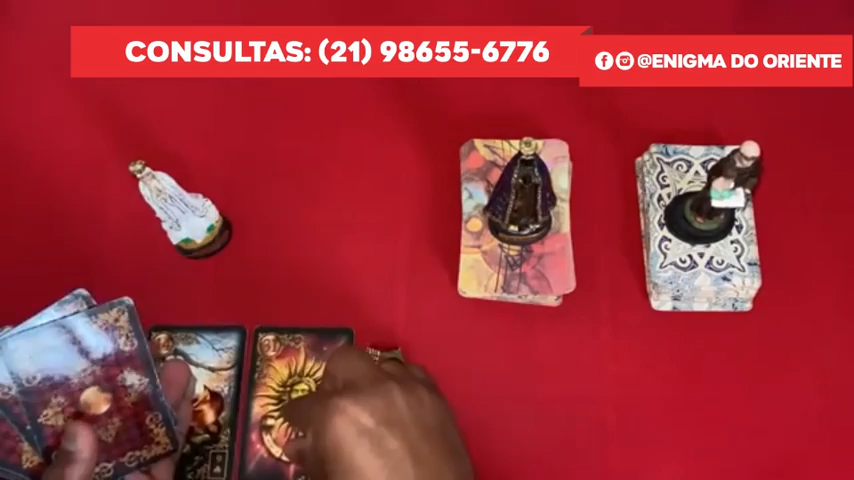 CONSULTAS: (21) 98655-6776
@ENIGMA DO ORIENTE